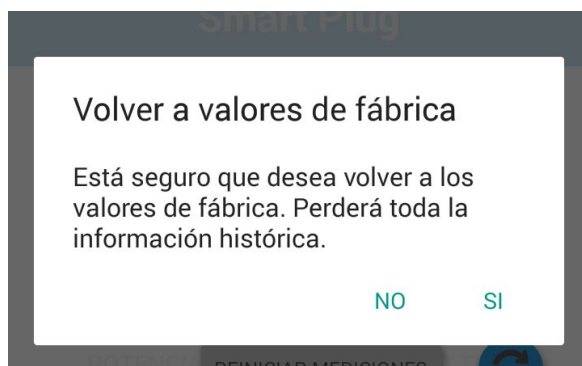 Smart Plug
Volver a valores de fábrica
Está seguro que desea volver a los
valores de fábrica. Perderá toda la
información histórica.
NO SI
REINICIAR MEDICIONES